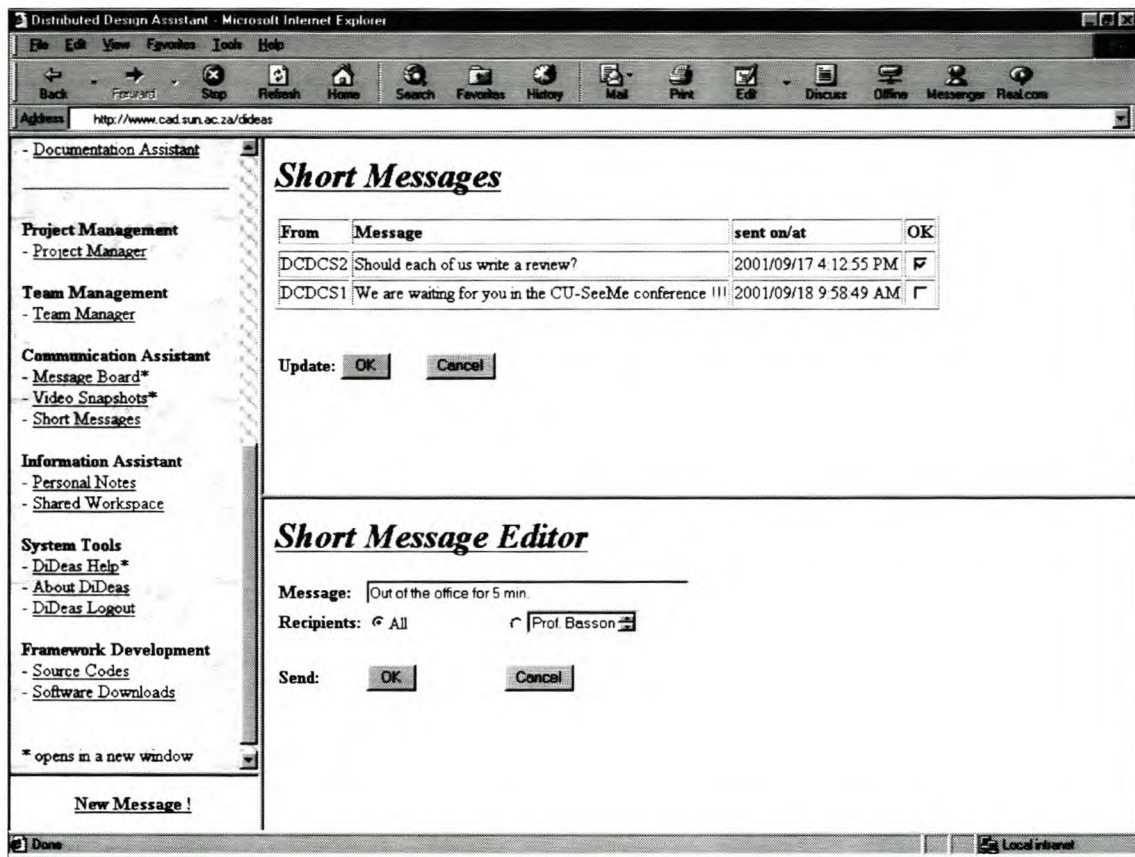 Distributed Design Assistant - Microsoft Internet Explorer
File Edit View Favorites Tools Help
Back Forward Stop Refresh Home Search Favorites History Mail Print Edit Discuss Offline Messenger Real.com
Address http://www.cad.sun.ac.za/dideas
- Documentation Assistant
Project Management
- Project Manager
Team Management
- Team Manager
Communication Assistant
- Message Board*
- Video Snapshots*
- Short Messages
Information Assistant
- Personal Notes
- Shared Workspace
System Tools
- DiDeas Help*
- About DiDeas
- DiDeas Logout
Framework Development
- Source Codes
- Software Downloads
* opens in a new window
New Message !
Short Messages
From Message sent on/at OK
DCDCS2 Should each of us write a review? 2001/09/17 4:12:55 PM
DCDCS1 We are waiting for you in the CU-SeeMe conference !!! 2001/09/18 9:58:49 AM
Update: OK Cancel
Short Message Editor
Message: Out of the office for 5 min.
Recipients: All Prof. Basson
Send: OK Cancel
Done Local intranet